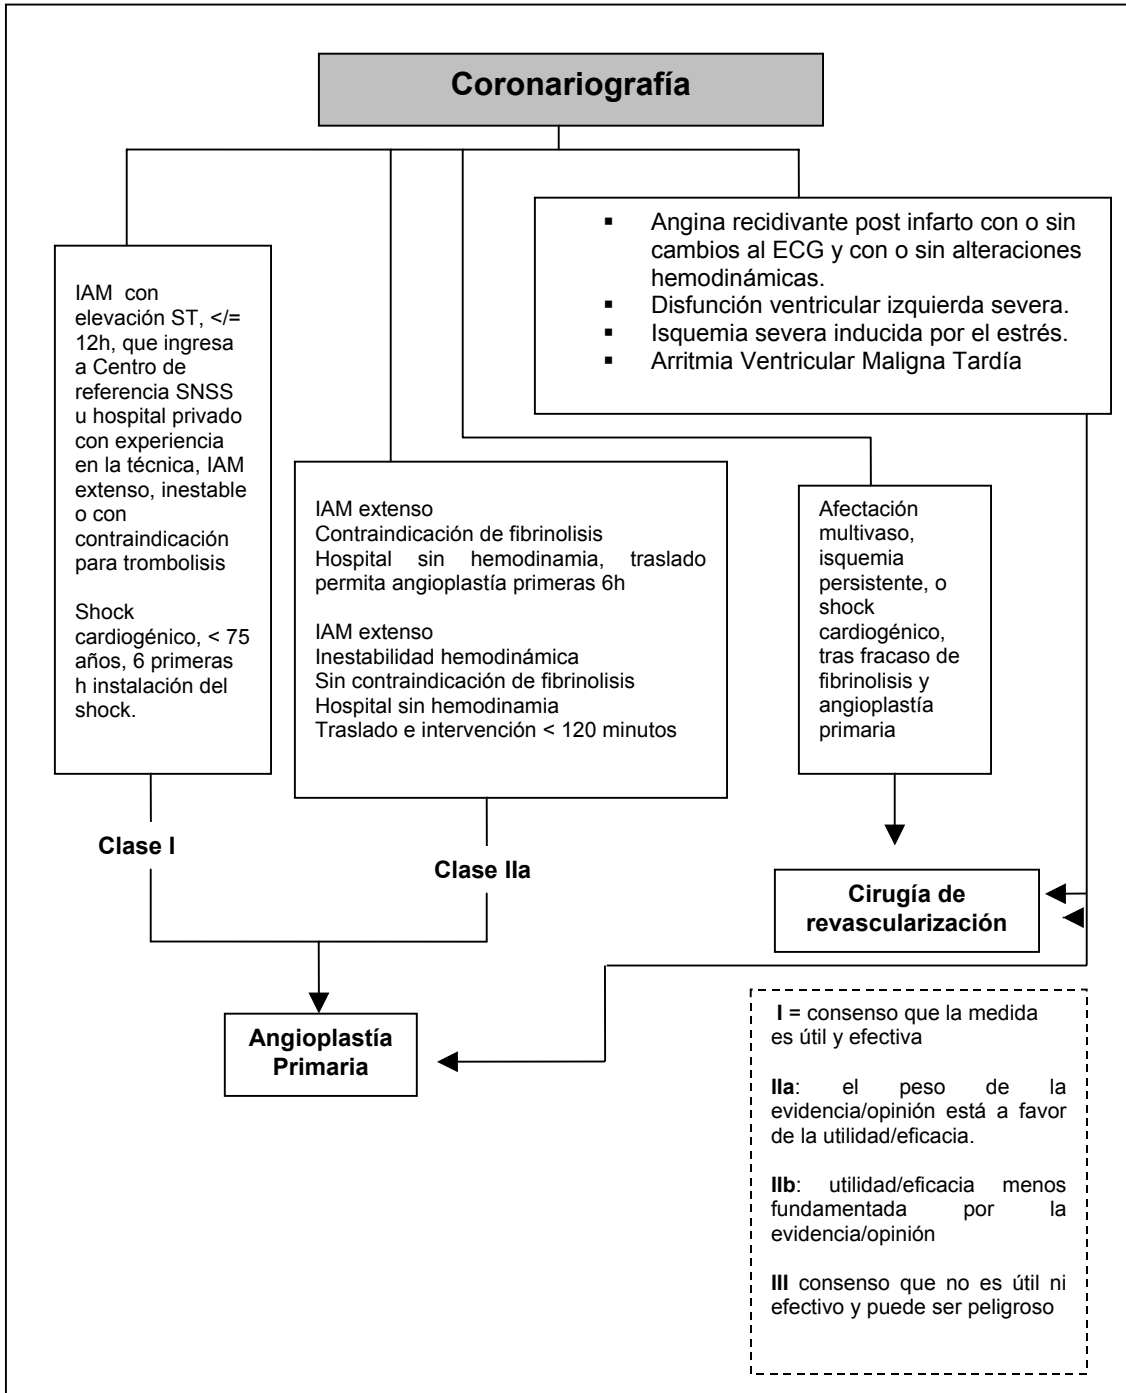 Coronariografía
IAM con
elevación ST, </=
12h, que ingresa
a Centro de
referencia SNSS
u hospital privado
con experiencia
en la técnica, IAM
extenso, inestable
o con
contraindicación
para trombolisis
Shock
cardiogénico, < 75
años, 6 primeras
h instalación del
shock.
IAM extenso
Contraindicación de fibrinolisis
Hospital sin hemodinamia, traslado
permita angioplastía primeras 6h
IAM extenso
Inestabilidad hemodinámica
Sin contraindicación de fibrinolisis
Hospital sin hemodinamia
Traslado e intervención < 120 minutos
▪ Angina recidivante post infarto con o sin
cambios al ECG y con o sin alteraciones
hemodinámicas.
▪ Disfunción ventricular izquierda severa.
▪ Isquemia severa inducida por el estrés.
▪ Arritmia Ventricular Maligna Tardía
Afectación
multivaso,
isquemia
persistente, o
shock
cardiogénico,
tras fracaso de
fibrinolisis y
angioplastía
primaria
Clase I
Clase IIa
Cirugía de
revascularización
Angioplastía
Primaria
I = consenso que la medida
es útil y efectiva
IIa: el peso de la
evidencia/opinión está a favor
de la utilidad/eficacia.
IIb: utilidad/eficacia menos
fundamentada por la
evidencia/opinión
III consenso que no es útil ni
efectivo y puede ser peligroso